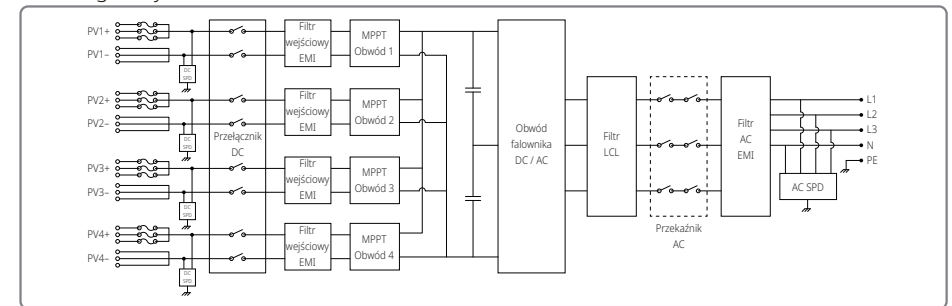 PV1+
PV1–
DC
SPD
Filtr
wejściowy
EMI
MPPT
Obwód 1
PV2+
PV2–
DC
SPD
Przełącznik
DC
Filtr
wejściowy
EMI
MPPT
Obwód 2
PV3+
PV3–
DC
SPD
Filtr
wejściowy
EMI
MPPT
Obwód 3
PV4+
PV4–
DC
SPD
Filtr
wejściowy
EMI
MPPT
Obwód 4
Obwód
falownika
DC / AC
Filtr
LCL
Przekaźnik
AC
Filtr
AC
EMI
L1
L2
L3
N
PE
AC SPD